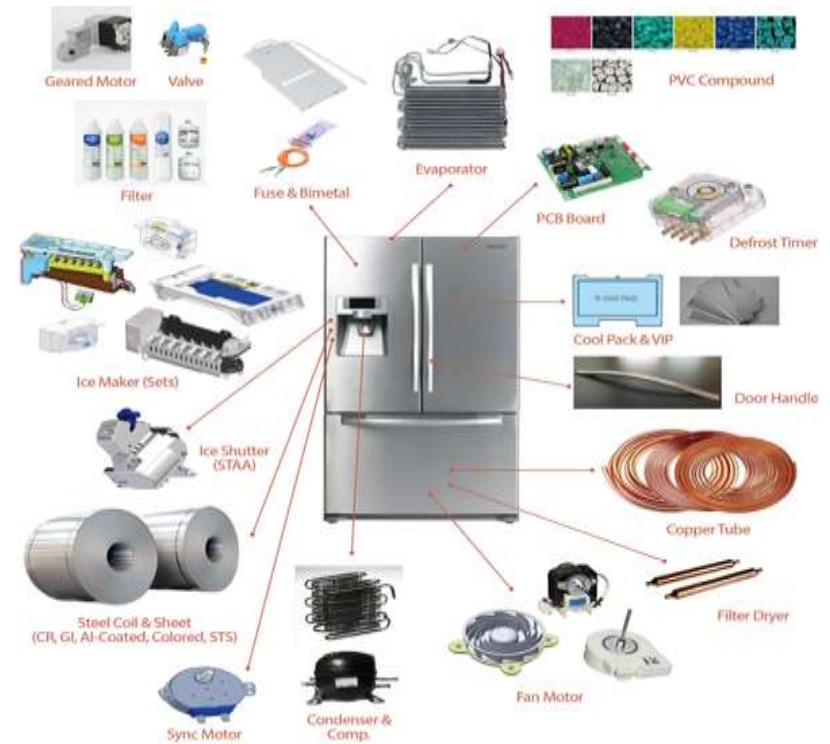 Geared Motor
Valve
PVC Compound
Filter
Fuse & Bimetal
Evaporator
PCB Board
Defrost Timer
Cool Pack & VIP
Ice Maker (Sets)
Door Handle
Ice Shutter
(STAA)
Copper Tube
Steel Coil & Sheet
(CR, GI, Al-Coated, Colored, STS)
Filter Dryer
Fan Motor
Sync Motor
Condenser &
Comp.